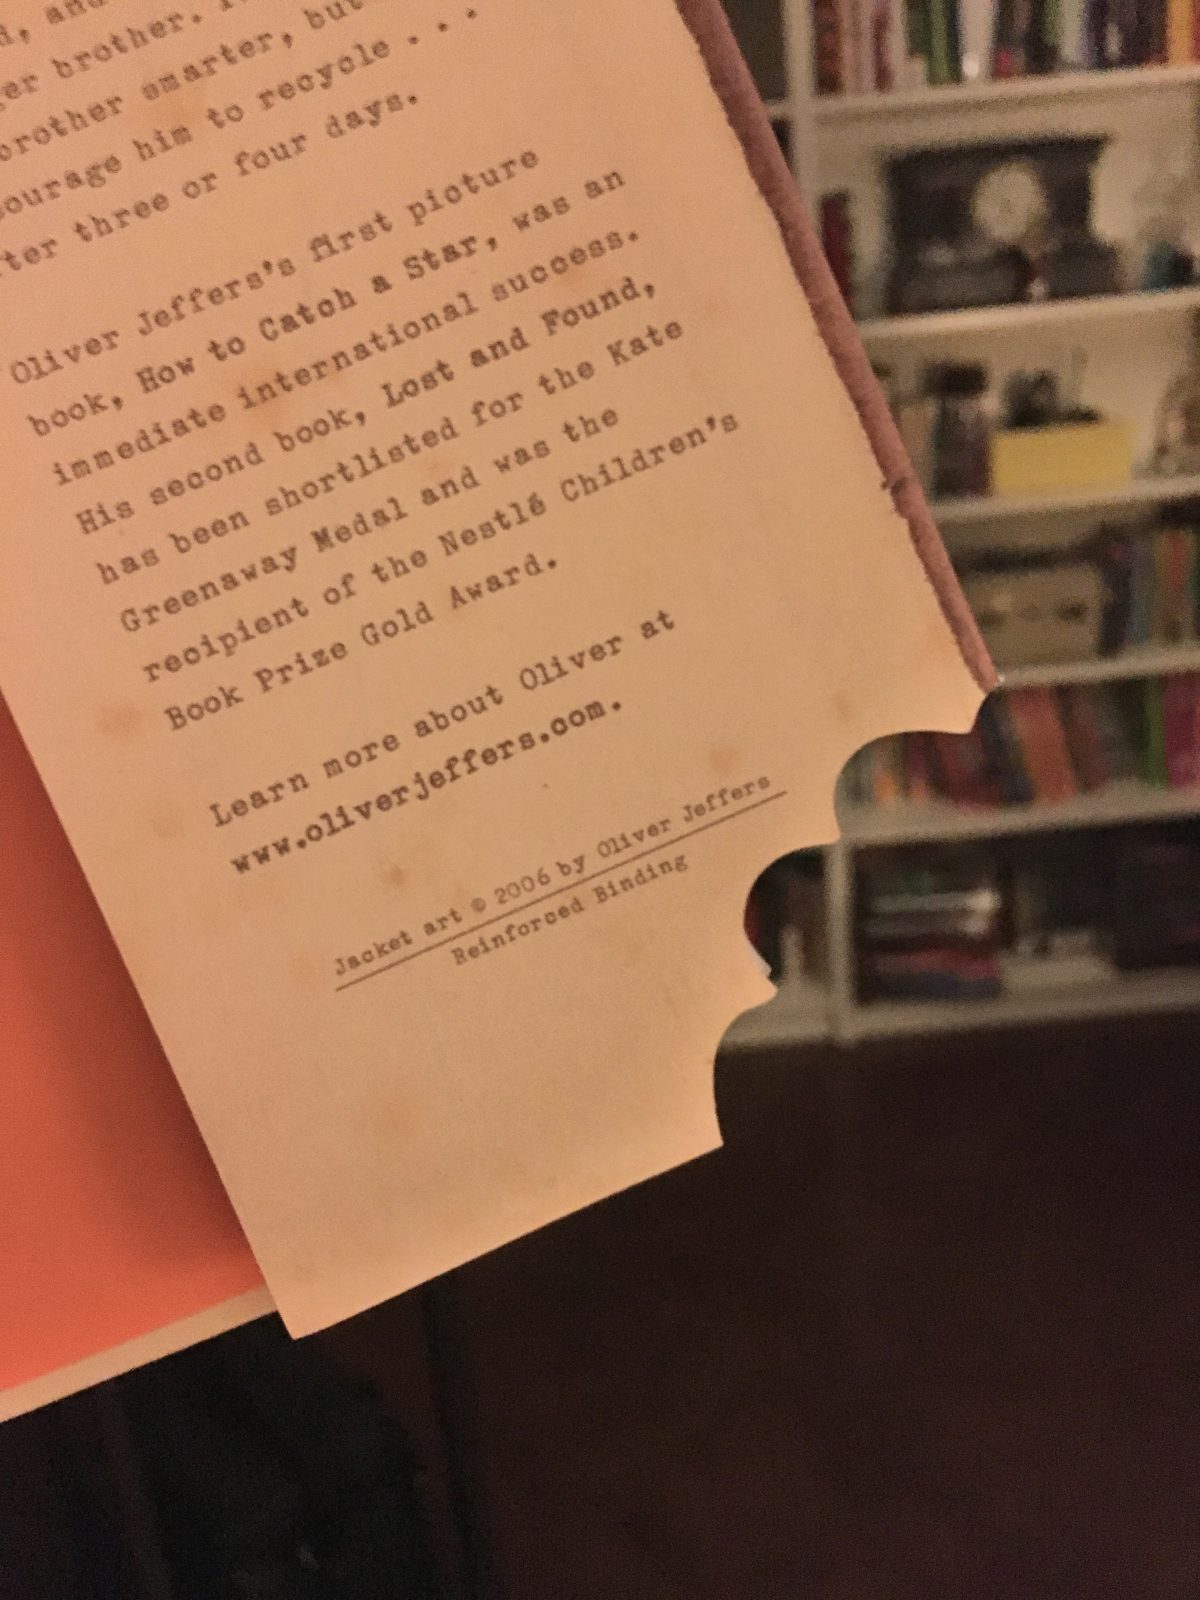 and
er brother.
brother smarter, but
ourage him to recycle . . .
ter three or four days.
Oliver Jeffers's first picture
book, How to Catch a Star, was an
immediate international success.
His second book, Lost and Found,
has been shortlisted for the Kate
Greenaway Medal and was the
recipient of the Nestlé Children's
Book Prize Gold Award.
Learn more about Oliver at
www.oliverjeffers.com.
Jacket art © 2006 by Oliver Jeffers
Reinforced Binding